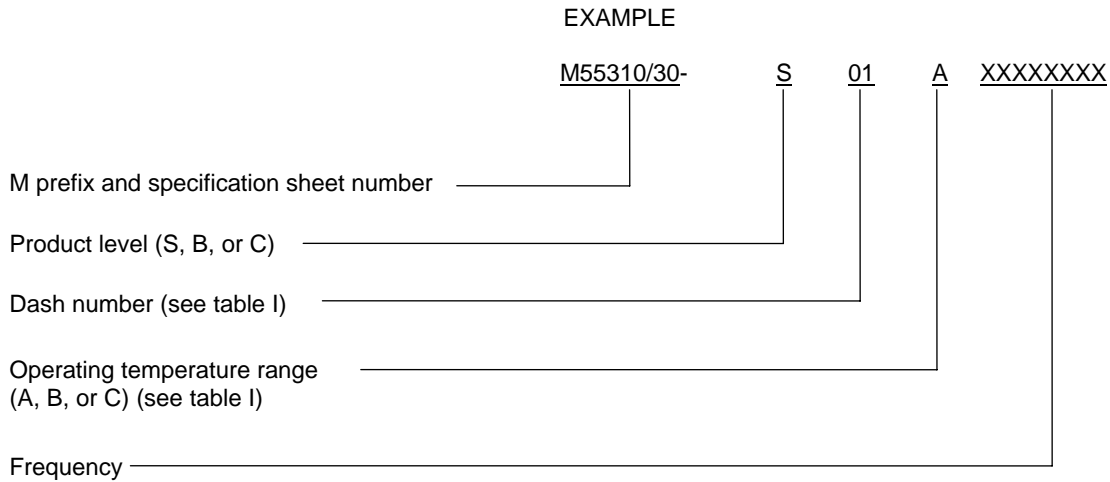 EXAMPLE
M55310/30- S 01 A XXXXXXXX
M prefix and specification sheet number
Product level (S, B, or C)
Dash number (see table I)
Operating temperature range
(A, B, or C) (see table I)
Frequency